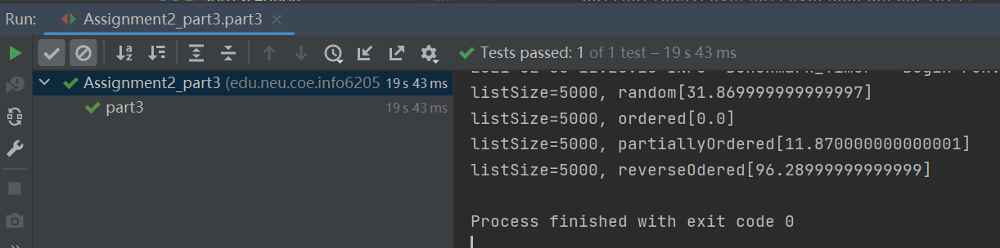 Run: Assignment2_part3.part3 ×
Tests passed: 1 of 1 test – 19 s 43 ms
Assignment2_part3 (edu.neu.coe.info6205 19 s 43 ms
part3 19 s 43 ms
listSize=5000, random[31.869999999999997]
listSize=5000, ordered[0.0]
listSize=5000, partiallyOrdered[11.870000000000001]
listSize=5000, reverseOdered[96.28999999999999]
Process finished with exit code 0